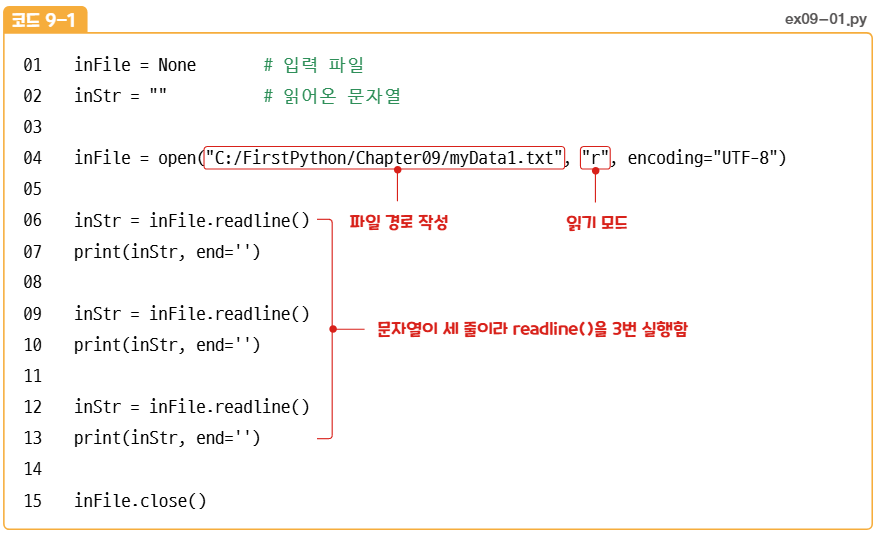 코드 9-1
ex09-01.py
01 inFile = None # 입력 파일
02 inStr = "" # 읽어온 문자열
03
04 inFile = open("C:/FirstPython/Chapter09/myData1.txt", "r", encoding="UTF-8")
05
파일 경로 작성
읽기 모드
06 inStr = inFile.readline()
07 print(inStr, end='')
08
09 inStr = inFile.readline()
문자열이 세 줄이라 readline()을 3번 실행함
10 print(inStr, end='')
11
12 inStr = inFile.readline()
13 print(inStr, end='')
14
15 inFile.close()